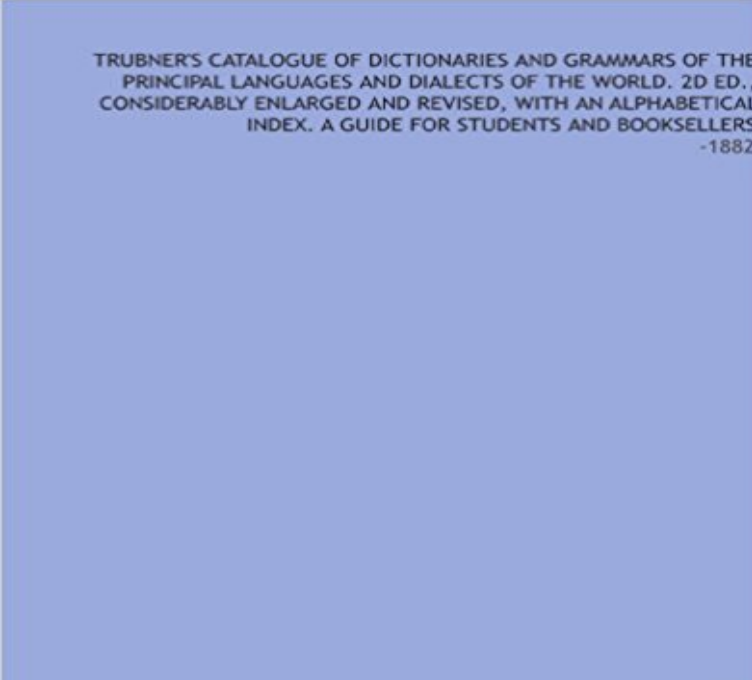 TRUBNER'S CATALOGUE OF DICTIONARIES AND GRAMMARS OF THE
PRINCIPAL LANGUAGES AND DIALECTS OF THE WORLD. 2D ED.,
CONSIDERABLY ENLARGED AND REVISED, WITH AN ALPHABETICAL
INDEX. A GUIDE FOR STUDENTS AND BOOKSELLERS
-1882